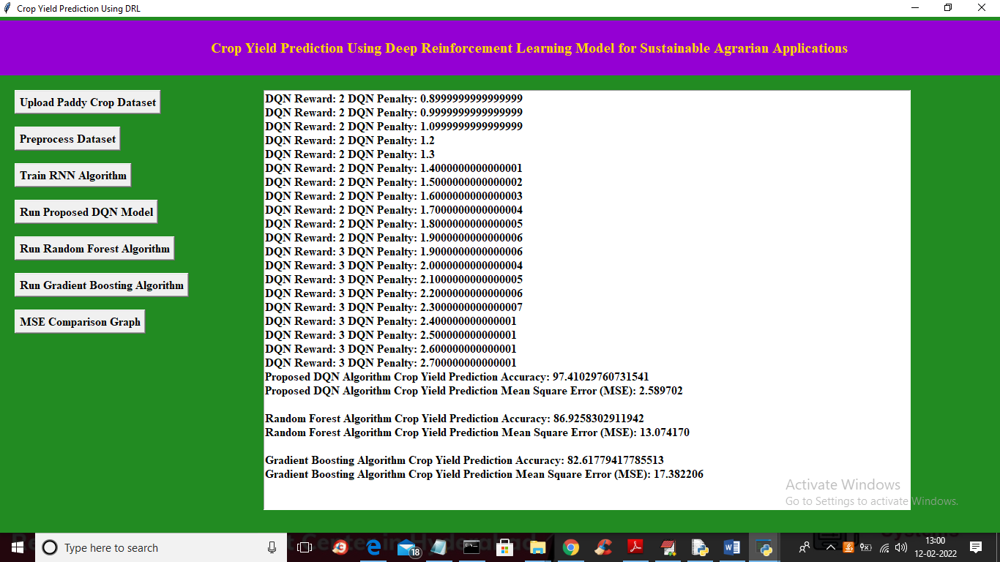 Crop Yield Prediction Using DRL
Crop Yield Prediction Using Deep Reinforcement Learning Model for Sustainable Agrarian Applications
Upload Paddy Crop Dataset
Preprocess Dataset
Train RNN Algorithm
Run Proposed DQN Model
Run Random Forest Algorithm
Run Gradient Boosting Algorithm
MSE Comparison Graph
DQN Reward: 2 DQN Penalty: 0.8999999999999999
DQN Reward: 2 DQN Penalty: 0.9999999999999999
DQN Reward: 2 DQN Penalty: 1.0999999999999999
DQN Reward: 2 DQN Penalty: 1.2
DQN Reward: 2 DQN Penalty: 1.3
DQN Reward: 2 DQN Penalty: 1.4000000000000001
DQN Reward: 2 DQN Penalty: 1.5000000000000002
DQN Reward: 2 DQN Penalty: 1.6000000000000003
DQN Reward: 2 DQN Penalty: 1.7000000000000004
DQN Reward: 2 DQN Penalty: 1.8000000000000005
DQN Reward: 2 DQN Penalty: 1.9000000000000006
DQN Reward: 3 DQN Penalty: 1.9000000000000006
DQN Reward: 3 DQN Penalty: 2.0000000000000004
DQN Reward: 3 DQN Penalty: 2.1000000000000005
DQN Reward: 3 DQN Penalty: 2.2000000000000006
DQN Reward: 3 DQN Penalty: 2.3000000000000007
DQN Reward: 3 DQN Penalty: 2.400000000000001
DQN Reward: 3 DQN Penalty: 2.500000000000001
DQN Reward: 3 DQN Penalty: 2.600000000000001
DQN Reward: 3 DQN Penalty: 2.700000000000001
Proposed DQN Algorithm Crop Yield Prediction Accuracy: 97.41029760731541
Proposed DQN Algorithm Crop Yield Prediction Mean Square Error (MSE): 2.589702
Random Forest Algorithm Crop Yield Prediction Accuracy: 86.9258302911942
Random Forest Algorithm Crop Yield Prediction Mean Square Error (MSE): 13.074170
Gradient Boosting Algorithm Crop Yield Prediction Accuracy: 82.61779417785513
Gradient Boosting Algorithm Crop Yield Prediction Mean Square Error (MSE): 17.382206
Activate Windows
Go to Settings to activate Windows.
Type here to search
18
13:00
12-02-2022